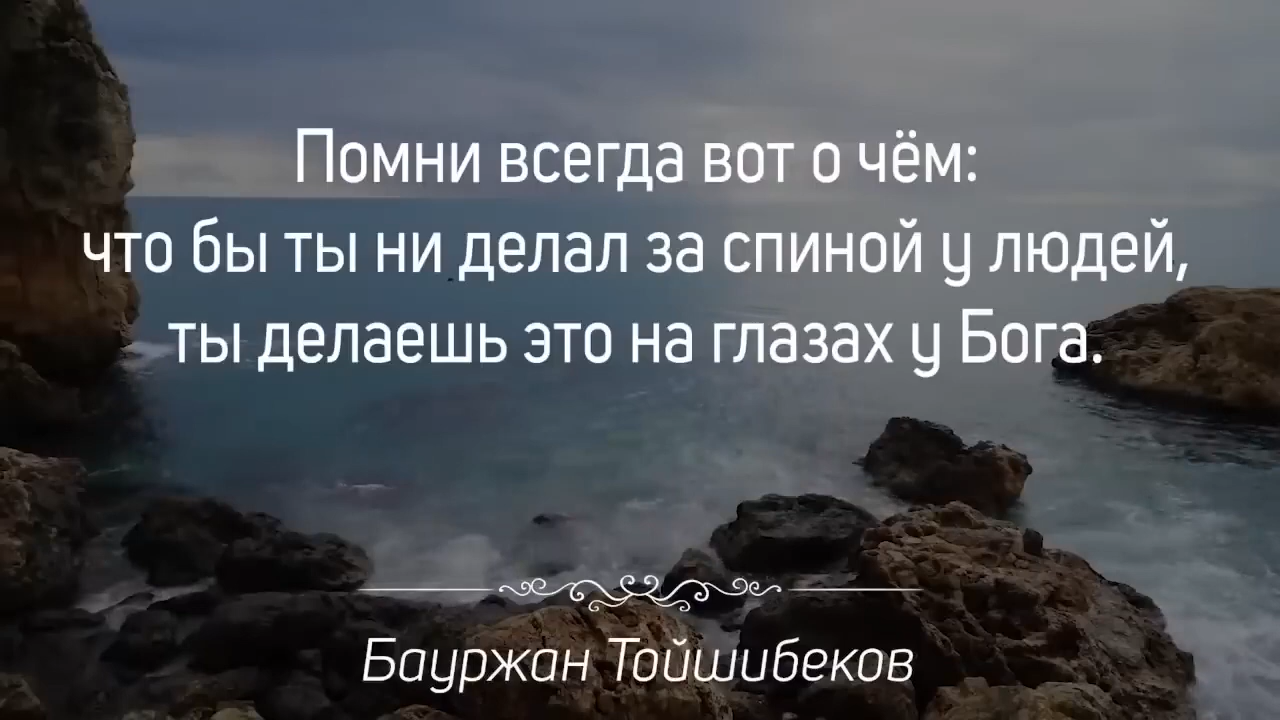 Помни всегда вот о чём:
что бы ты ни делал за спиной у людей,
ты делаешь это на глазах у Бога.
Бауржан Тойшибеков